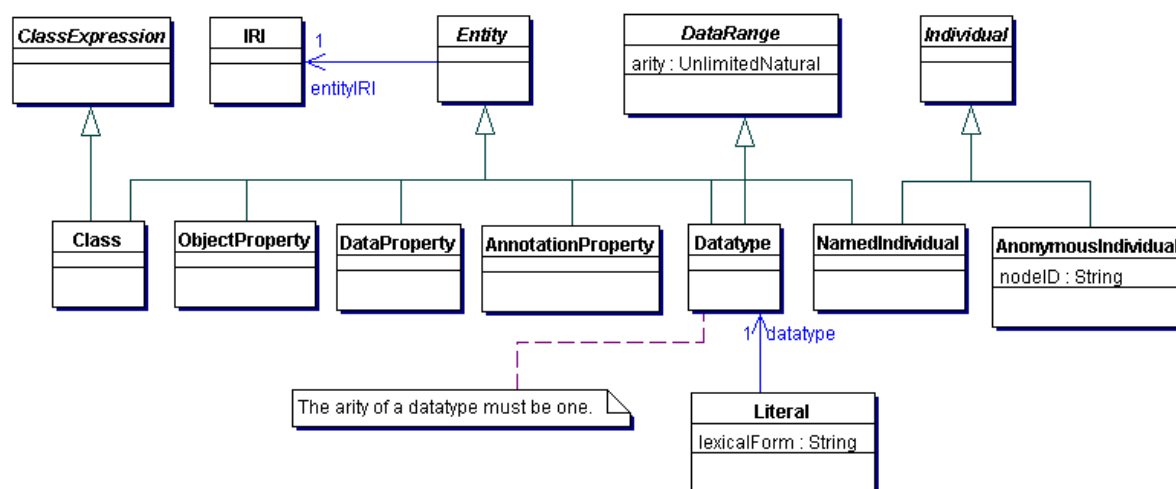 ClassExpression
IRI
Entity
DataRange
Individual
1
arity : UnlimitedNatural
entityIRI
Class
ObjectProperty
DataProperty
AnnotationProperty
Datatype
NamedIndividual
AnonymousIndividual
nodeID : String
1 datatype
The arity of a datatype must be one.
Literal
lexicalForm : String